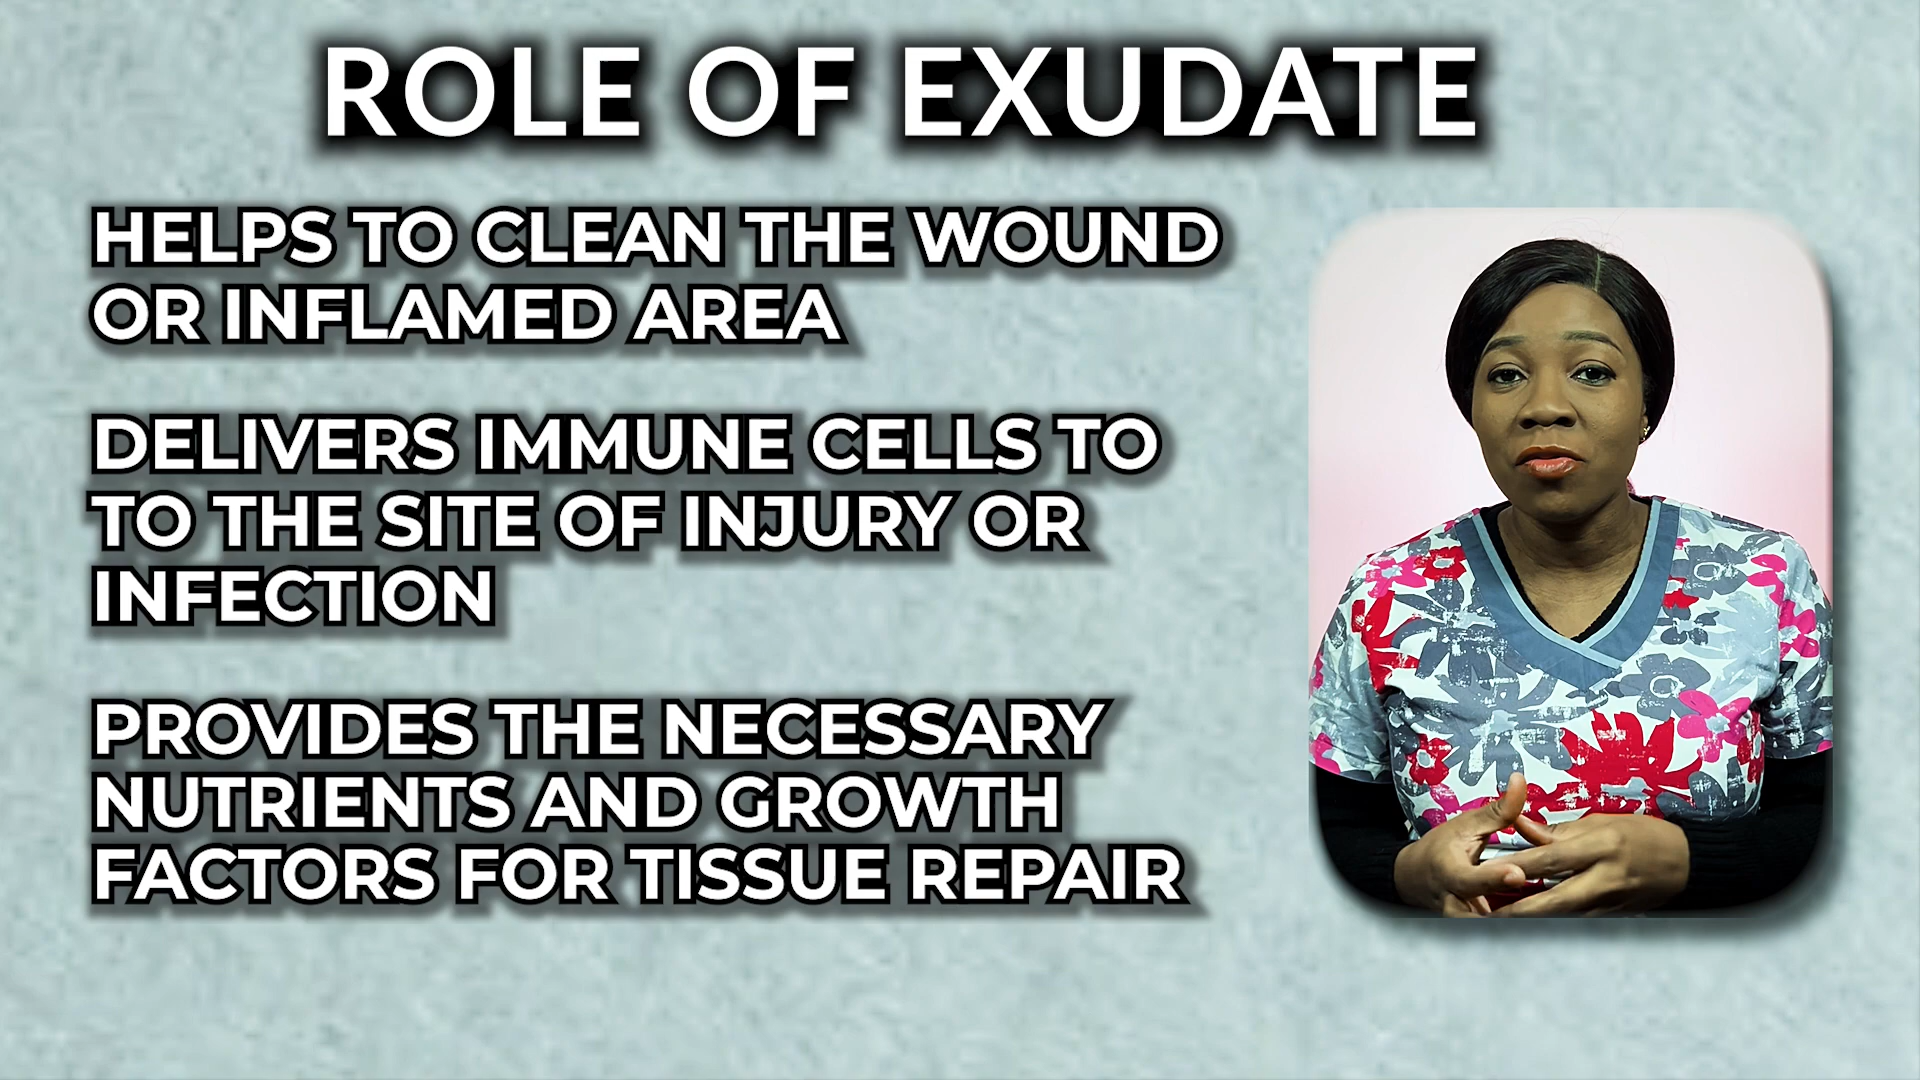 ROLE OF EXUDATE
HELPS TO CLEAN THE WOUND
OR INFLAMED AREA
DELIVERS IMMUNE CELLS TO
TO THE SITE OF INJURY OR
INFECTION
PROVIDES THE NECESSARY
NUTRIENTS AND GROWTH
FACTORS FOR TISSUE REPAIR